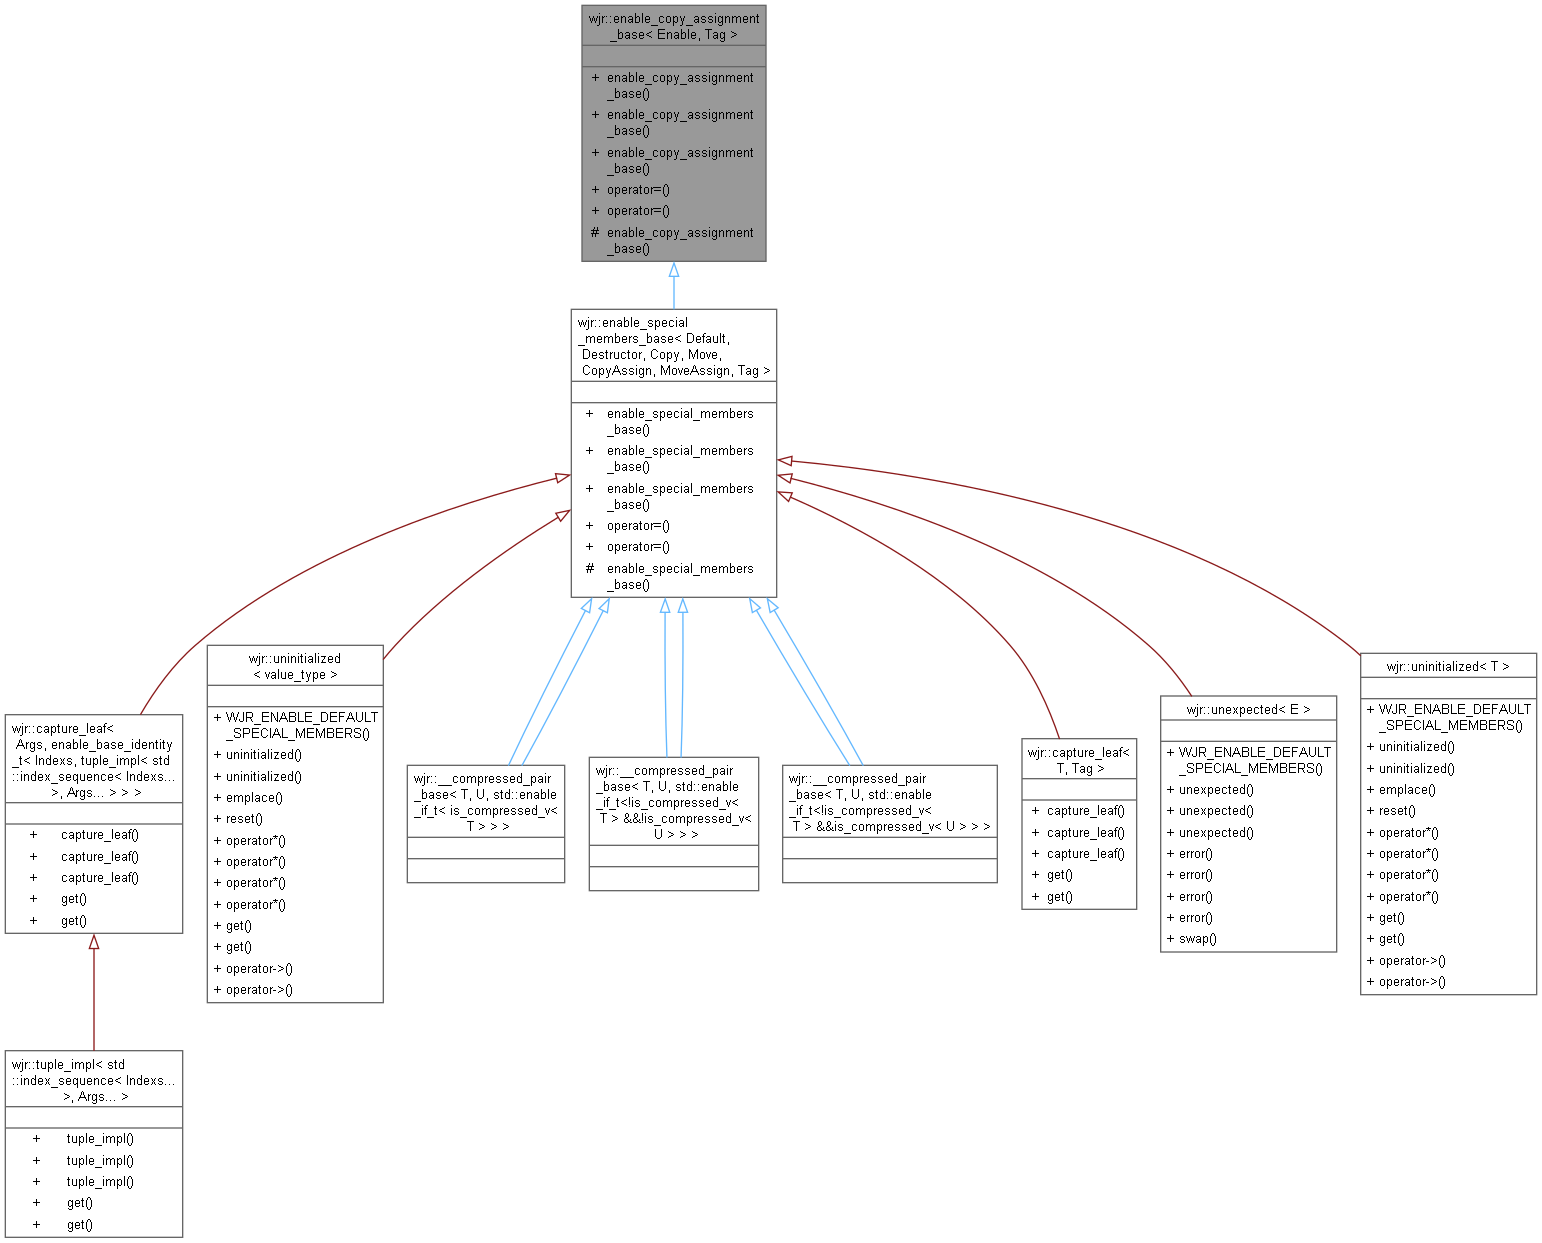 wjr::enable_copy_assignment
_base< Enable, Tag >
+ enable_copy_assignment
_base()
+ enable_copy_assignment
_base()
+ enable_copy_assignment
_base()
+ operator=()
+ operator=()
# enable_copy_assignment
_base()
wjr::enable_special
_members_base< Default,
Destructor, Copy, Move,
CopyAssign, MoveAssign, Tag >
+ enable_special_members
_base()
+ enable_special_members
_base()
+ enable_special_members
_base()
+ operator=()
+ operator=()
# enable_special_members
_base()
wjr::capture_leaf<
Args, enable_base_identity
_t< Indexs, tuple_impl< std
::index_sequence< Indexs...
>, Args... > > >
+ capture_leaf()
+ capture_leaf()
+ capture_leaf()
+ get()
+ get()
wjr::uninitialized
< value_type >
+ WJR_ENABLE_DEFAULT
_SPECIAL_MEMBERS()
+ uninitialized()
+ uninitialized()
+ emplace()
+ reset()
+ operator*()
+ operator*()
+ operator*()
+ operator*()
+ get()
+ get()
+ operator->()
+ operator->()
wjr::__compressed_pair
_base< T, U, std::enable
_if_t< is_compressed_v<
T > > >
wjr::__compressed_pair
_base< T, U, std::enable
_if_t<!is_compressed_v<
T > &&!is_compressed_v<
U > > >
wjr::__compressed_pair
_base< T, U, std::enable
_if_t<!is_compressed_v<
T > &&is_compressed_v< U > > >
wjr::capture_leaf<
T, Tag >
+ capture_leaf()
+ capture_leaf()
+ capture_leaf()
+ get()
+ get()
wjr::unexpected< E >
+ WJR_ENABLE_DEFAULT
_SPECIAL_MEMBERS()
+ unexpected()
+ unexpected()
+ unexpected()
+ error()
+ error()
+ error()
+ error()
+ swap()
wjr::uninitialized< T >
+ WJR_ENABLE_DEFAULT
_SPECIAL_MEMBERS()
+ uninitialized()
+ uninitialized()
+ emplace()
+ reset()
+ operator*()
+ operator*()
+ operator*()
+ operator*()
+ get()
+ get()
+ operator->()
+ operator->()
wjr::tuple_impl< std
::index_sequence< Indexs...
>, Args... >
+ tuple_impl()
+ tuple_impl()
+ tuple_impl()
+ get()
+ get()